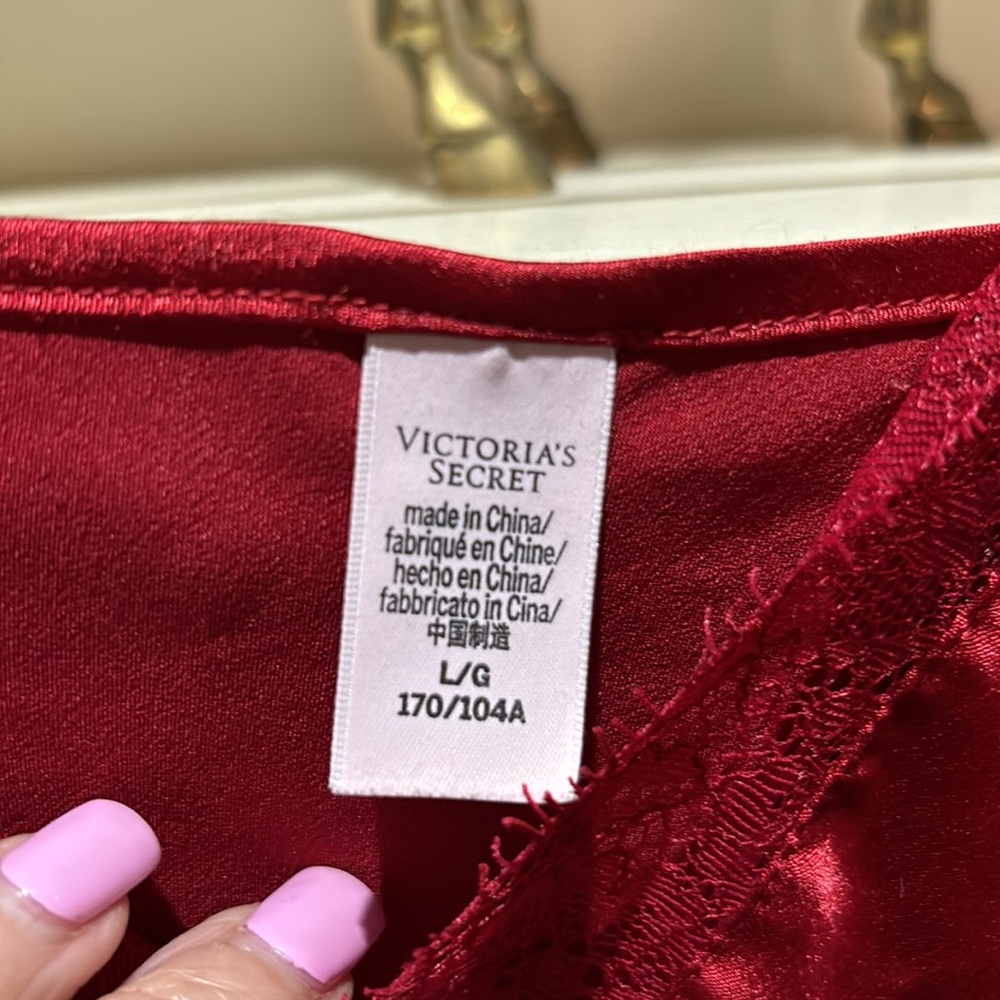 VICTORIA'S
SECRET
made in China/
fabriqué en Chine/
hecho en China/
fabbricato in Cina/
中国制造
L/G
170/104A